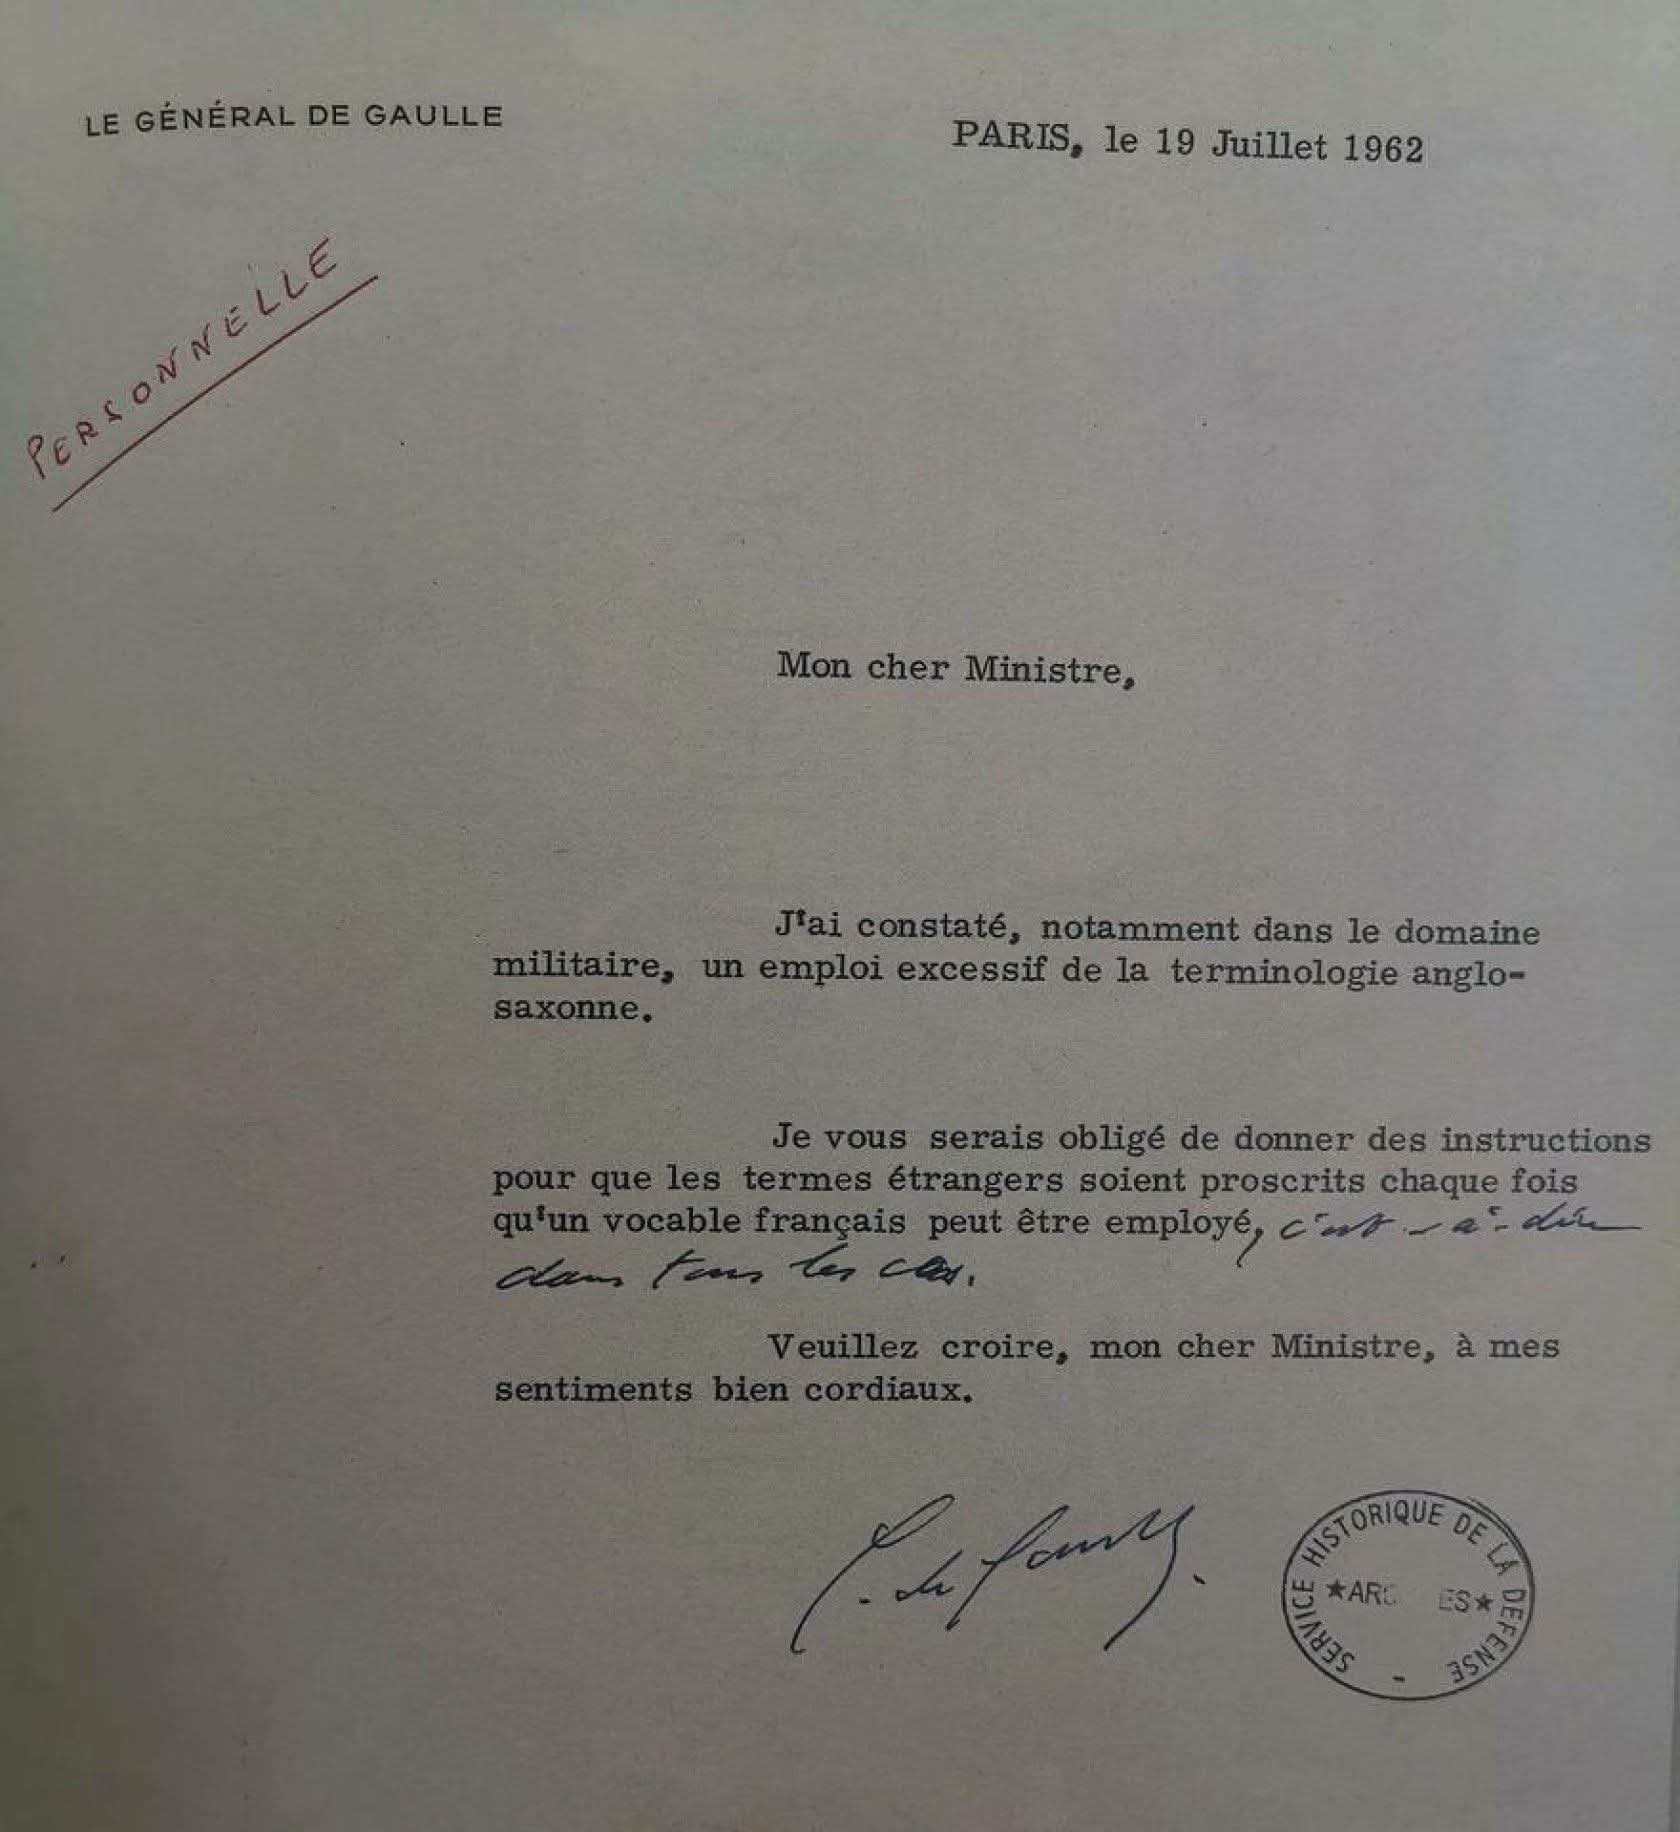 LE GÉNÉRAL DE GAULLE
PARIS, le 19 Juillet 1962
PERSONNELLE
Mon cher Ministre,
J'ai constaté, notamment dans le domaine
militaire, un emploi excessif de la terminologie anglo-
saxonne.
Je vous serais obligé de donner des instructions
pour que les termes étrangers soient proscrits chaque fois
qu'un vocable français peut être employé, c'est-à-dire
dans tous les cas.
Veuillez croire, mon cher Ministre, à mes
sentiments bien cordiaux.
C. de Gaulle.
SERVICE HISTORIQUE DE LA DEFENSE -